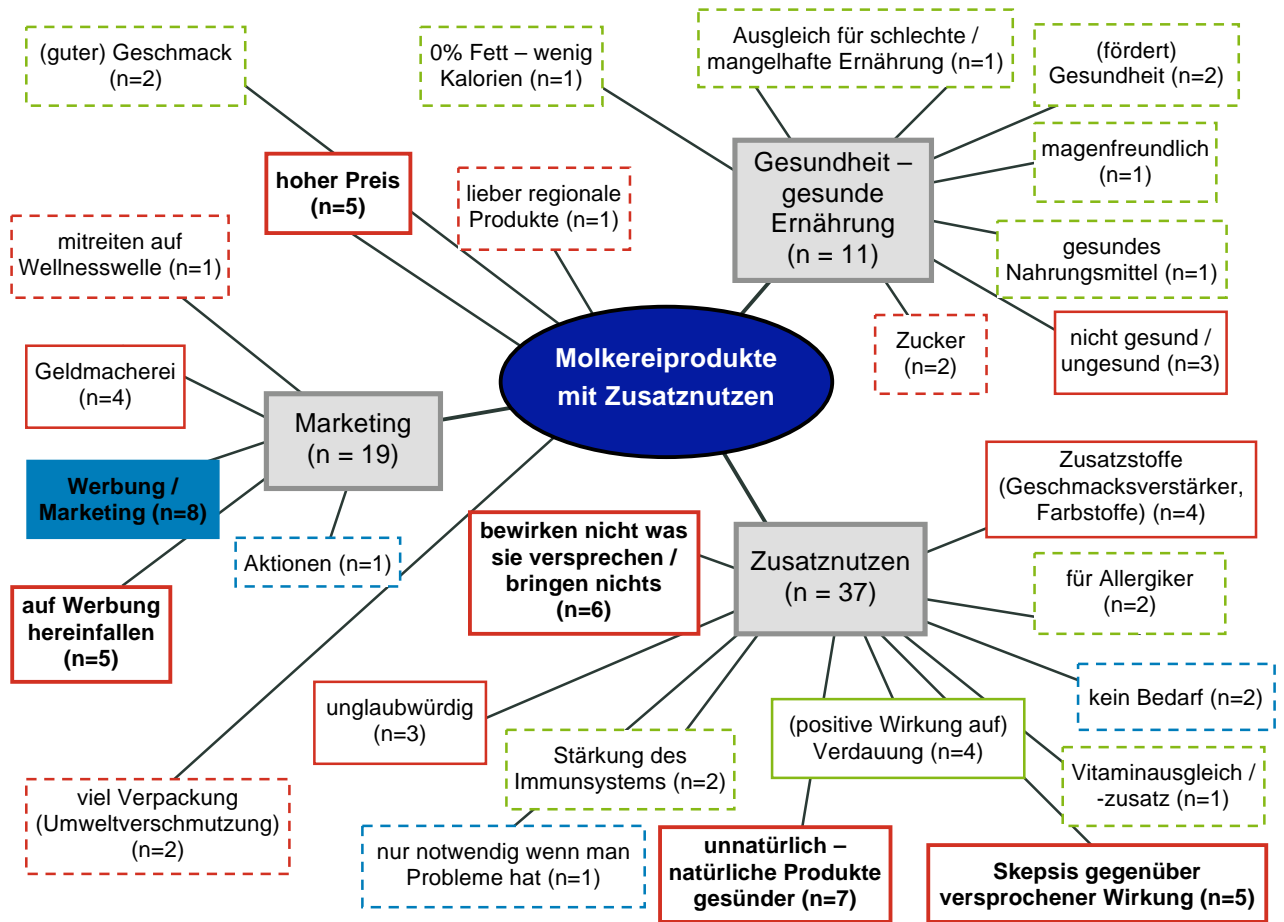 (guter) Geschmack
(n=2)
0% Fett – wenig
Kalorien (n=1)
Ausgleich für schlechte /
mangelhafte Ernährung (n=1)
(fördert)
Gesundheit (n=2)
hoher Preis
(n=5)
lieber regionale
Produkte (n=1)
Gesundheit –
gesunde
Ernährung
(n = 11)
magenfreundlich
(n=1)
mitreiten auf
Wellnesswelle (n=1)
gesundes
Nahrungsmittel (n=1)
Molkereiprodukte
mit Zusatznutzen
Zucker
(n=2)
nicht gesund /
ungesund (n=3)
Geldmacherei
(n=4)
Marketing
(n = 19)
Werbung /
Marketing (n=8)
Aktionen (n=1)
auf Werbung
hereinfallen
(n=5)
bewirken nicht was
sie versprechen /
bringen nichts
(n=6)
Zusatznutzen
(n = 37)
Zusatzstoffe
(Geschmacksverstärker,
Farbstoffe) (n=4)
für Allergiker
(n=2)
kein Bedarf (n=2)
unglaubwürdig
(n=3)
Stärkung des
Immunsystems (n=2)
(positive Wirkung auf)
Verdauung (n=4)
Vitaminausgleich /
-zusatz (n=1)
viel Verpackung
(Umweltverschmutzung)
(n=2)
nur notwendig wenn man
Probleme hat (n=1)
unnatürlich –
natürliche Produkte
gesünder (n=7)
Skepsis gegenüber
versprochener Wirkung (n=5)